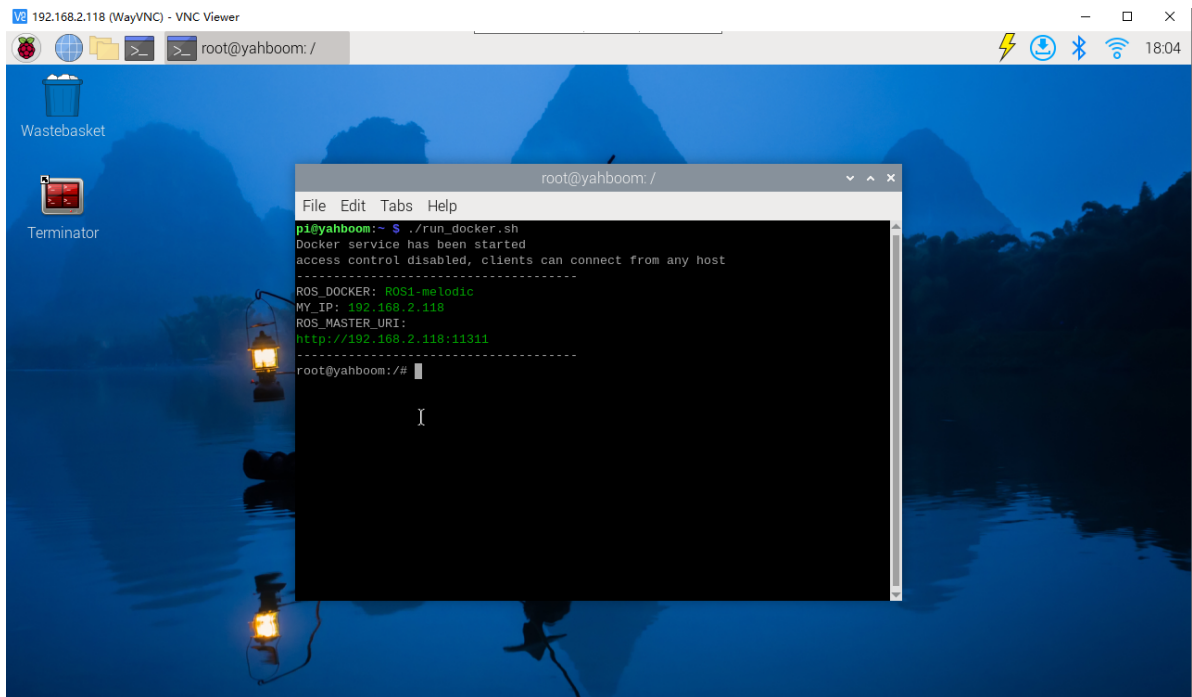 192.168.2.118 (WayVNC) - VNC Viewer
root@yahboom: /
18:04
Wastebasket
Terminator
root@yahboom: /
File Edit Tabs Help
pi@yahboom:~ $ ./run_docker.sh
Docker service has been started
access control disabled, clients can connect from any host
--------------------------------------
ROS_DOCKER: ROS1-melodic
MY_IP: 192.168.2.118
ROS_MASTER_URI:
http://192.168.2.118:11311
--------------------------------------
root@yahboom:/#